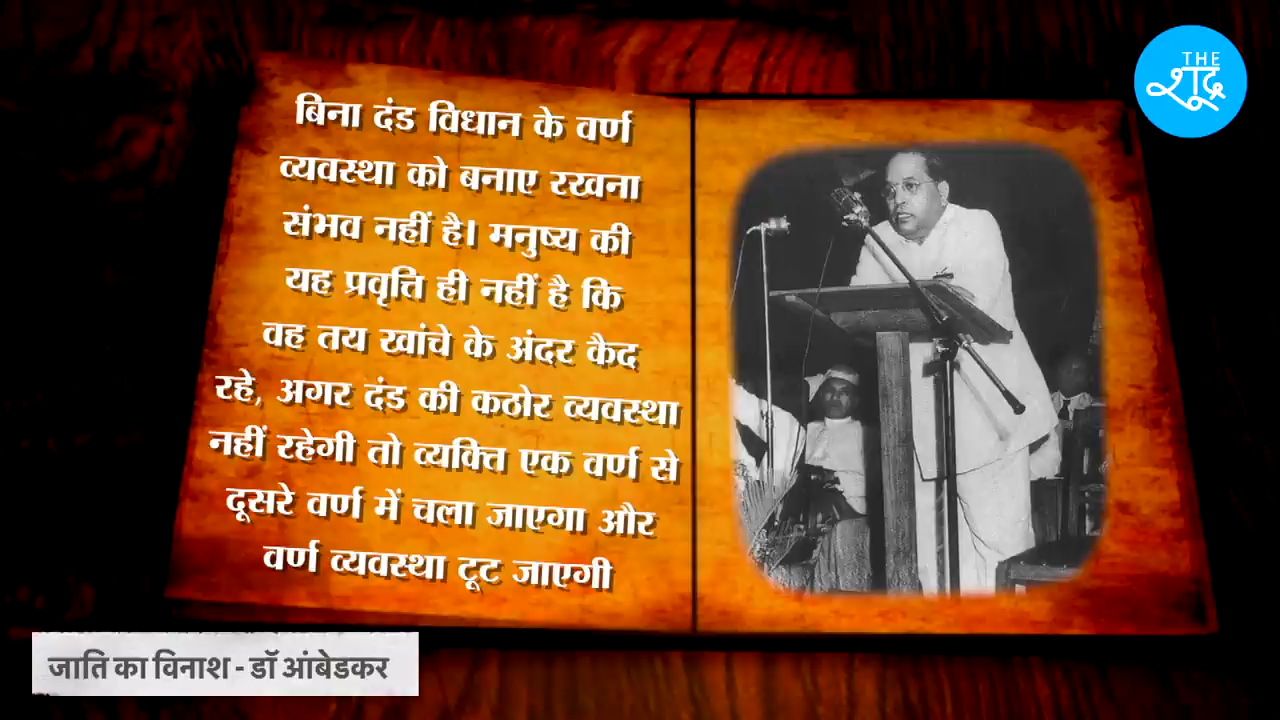 बिना दंड विधान के वर्ण
व्यवस्था को बनाए रखना
संभव नहीं है। मनुष्य की
यह प्रवृत्ति ही नहीं है कि
वह तय खांचे के अंदर कैद
रहे, अगर दंड की कठोर व्यवस्था
नहीं रहेगी तो व्यक्ति एक वर्ण से
दूसरे वर्ण में चला जाएगा और
वर्ण व्यवस्था टूट जाएगी
THE
शूद्र
जाति का विनाश - डॉ आंबेडकर